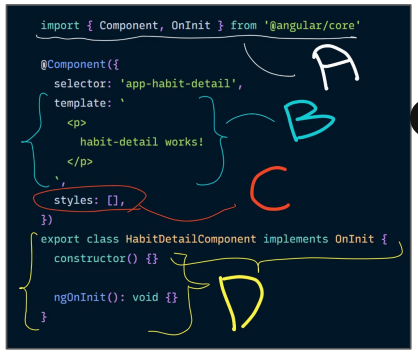 import { Component, OnInit } from '@angular/core'
A
@Component({
  selector: 'app-habit-detail',
  template: `
    <p>
      habit-detail works!
    </p>
  `,
B
  styles: [],
C
})
export class HabitDetailComponent implements OnInit {
  constructor() {}
  ngOnInit(): void {}
}
D